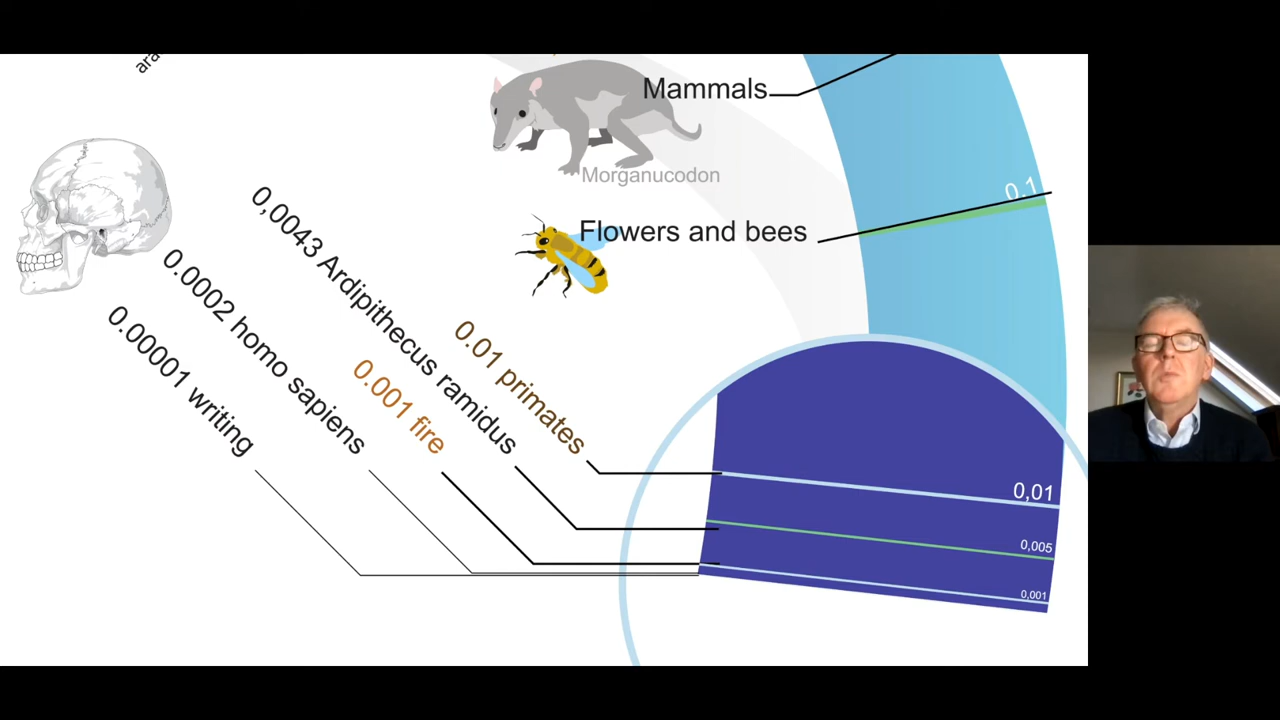 ara
Mammals
Morganucodon
0,1
Flowers and bees
0,0043 Ardipithecus ramidus
0.0002 homo sapiens
0.00001 writing
0.01 primates
0.001 fire
0,01
0,005
0,001